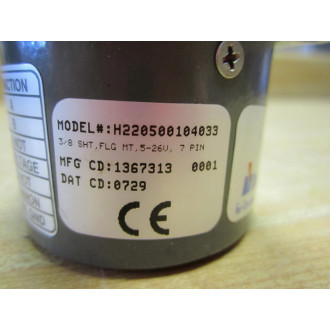 MODEL#:H220500104033
3/8 SHT,FLG MT,5-26V, 7 PIN
MFG CD:1367313 0001
DAT CD:0729
CE